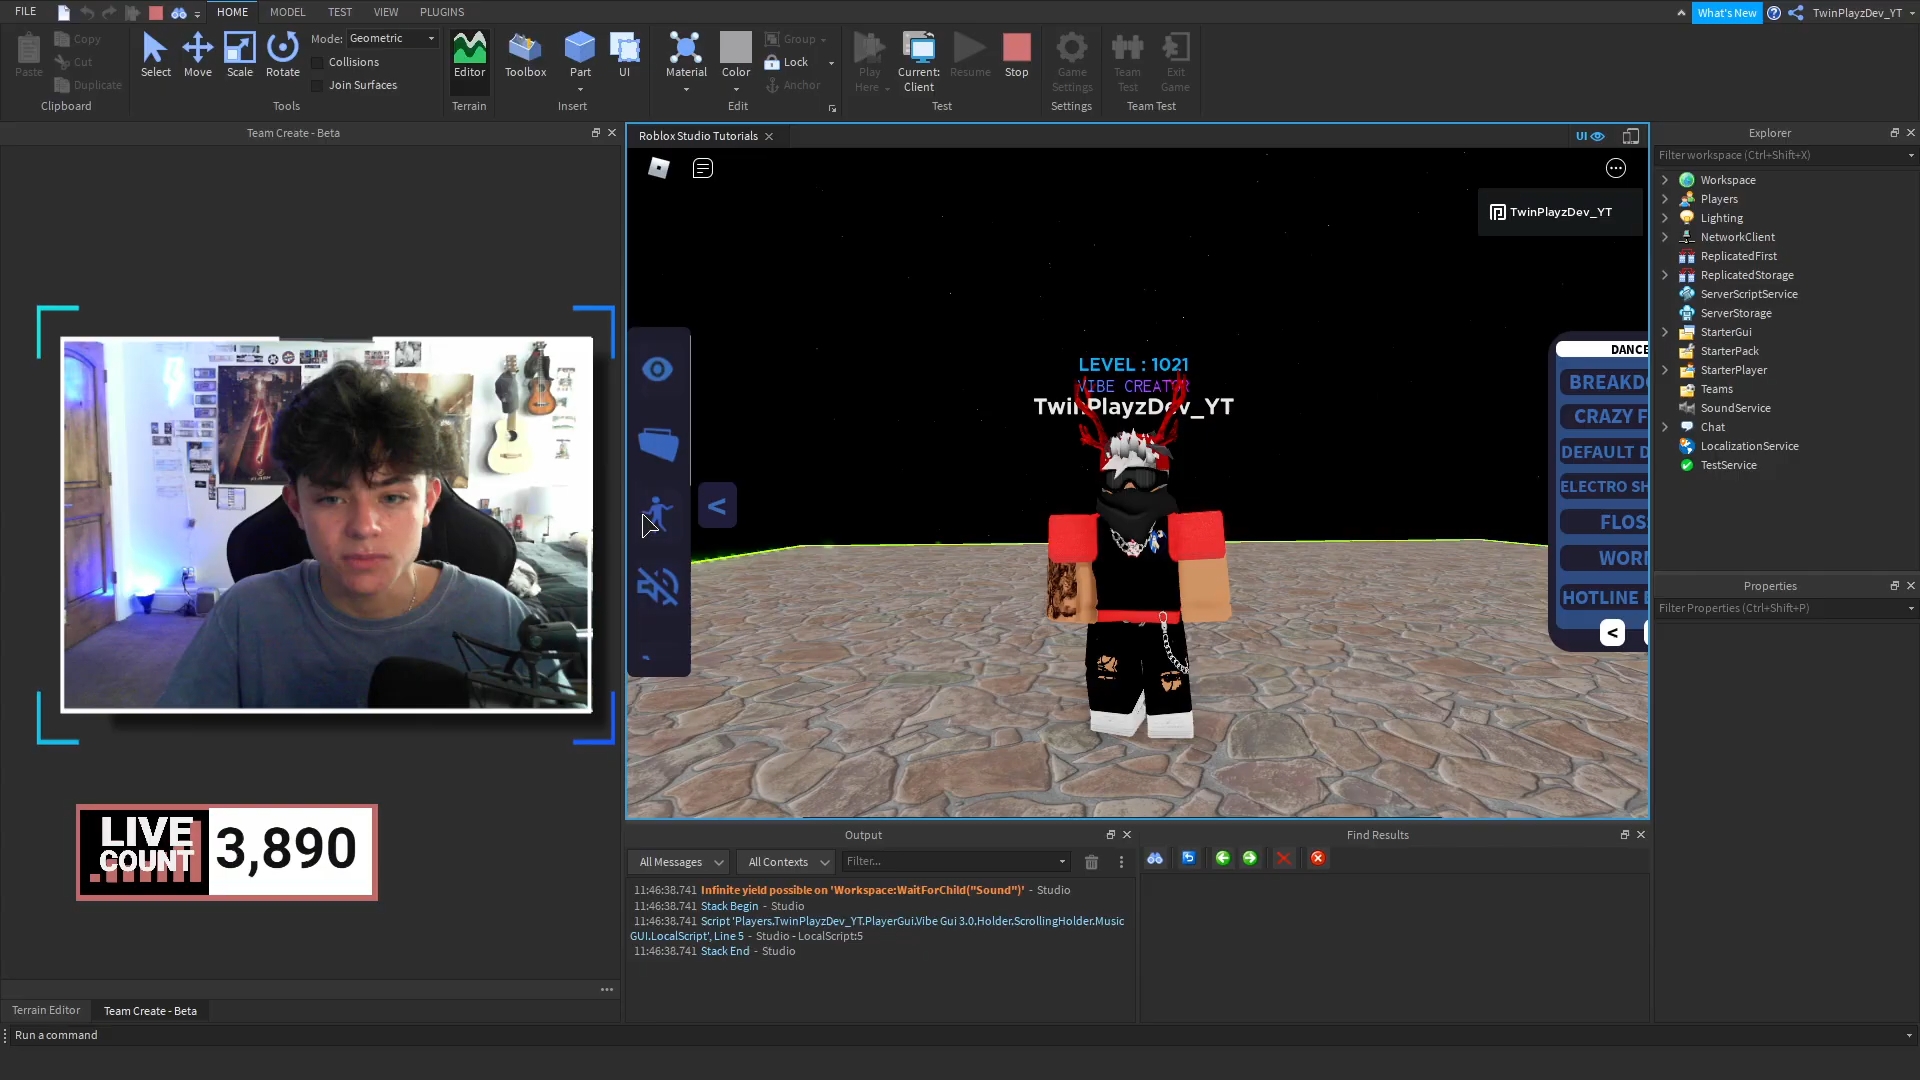 FILE
HOME
MODEL
TEST
VIEW
PLUGINS
What's New
TwinPlayzDev_YT
Paste
Copy
Cut
Duplicate
Clipboard
Select
Move
Scale
Rotate
Mode: Geometric
Collisions
Join Surfaces
Tools
Editor
Terrain
Toolbox
Part
UI
Insert
Material
Color
Group
Lock
Anchor
Edit
Play
Here
Current:
Client
Resume
Stop
Test
Game
Settings
Settings
Team
Test
Exit
Game
Team Test
Team Create - Beta
Roblox Studio Tutorials
UI
TwinPlayzDev_YT
LEVEL : 1021
VIBE CREATOR
TwinPlayzDev_YT
<
DANCE
BREAKD
CRAZY F
DEFAULT D
ELECTRO SH
FLOS
WOR
HOTLINE
<
LIVE
COUNT
3,890
Explorer
Filter workspace (Ctrl+Shift+X)
Workspace
Players
Lighting
NetworkClient
ReplicatedFirst
ReplicatedStorage
ServerScriptService
ServerStorage
StarterGui
StarterPack
StarterPlayer
Teams
SoundService
Chat
LocalizationService
TestService
Properties
Filter Properties (Ctrl+Shift+P)
Output
All Messages
All Contexts
Filter...
11:46:38.741 Infinite yield possible on 'Workspace:WaitForChild("Sound")' - Studio
11:46:38.741 Stack Begin - Studio
11:46:38.741 Script 'Players.TwinPlayzDev_YT.PlayerGui.Vibe Gui 3.0.Holder.ScrollingHolder.Music
GUI.LocalScript', Line 5 - Studio - LocalScript:5
11:46:38.741 Stack End - Studio
Find Results
Terrain Editor
Team Create - Beta
Run a command